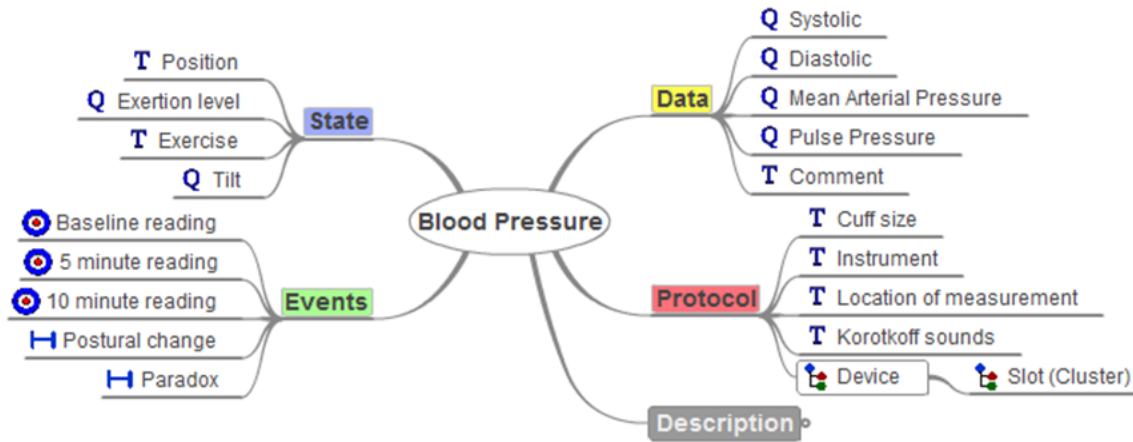 Blood Pressure
State
T Position
Q Exertion level
T Exercise
Q Tilt
Events
Baseline reading
5 minute reading
10 minute reading
Postural change
Paradox
Data
Q Systolic
Q Diastolic
Q Mean Arterial Pressure
Q Pulse Pressure
T Comment
Protocol
T Cuff size
T Instrument
T Location of measurement
T Korotkoff sounds
Device
Slot (Cluster)
Description